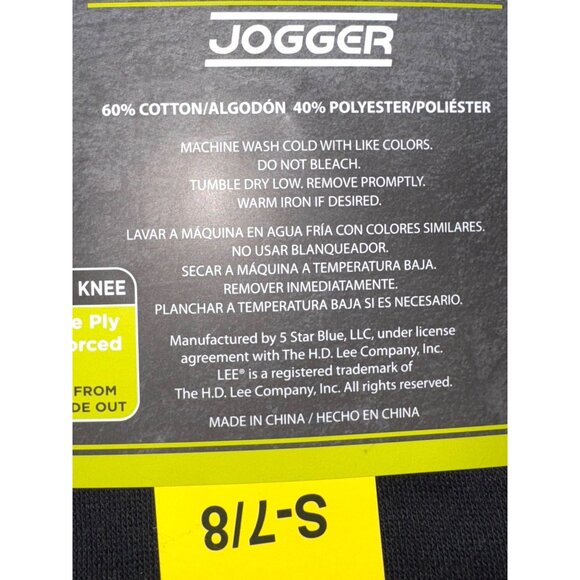 JOGGER
60% COTTON/ALGODÓN 40% POLYESTER/POLIÉSTER
MACHINE WASH COLD WITH LIKE COLORS.
DO NOT BLEACH.
TUMBLE DRY LOW. REMOVE PROMPTLY.
WARM IRON IF DESIRED.
LAVAR A MÁQUINA EN AGUA FRÍA CON COLORES SIMILARES.
NO USAR BLANQUEADOR.
SECAR A MÁQUINA A TEMPERATURA BAJA.
REMOVER INMEDIATAMENTE.
PLANCHAR A TEMPERATURA BAJA SI ES NECESARIO.
KNEE
Ply
FROM
OUT
Manufactured by 5 Star Blue, LLC, under license
agreement with The H.D. Lee Company, Inc.
LEE® is a registered trademark of
The H.D. Lee Company, Inc. All rights reserved.
MADE IN CHINA / HECHO EN CHINA
S-7/8